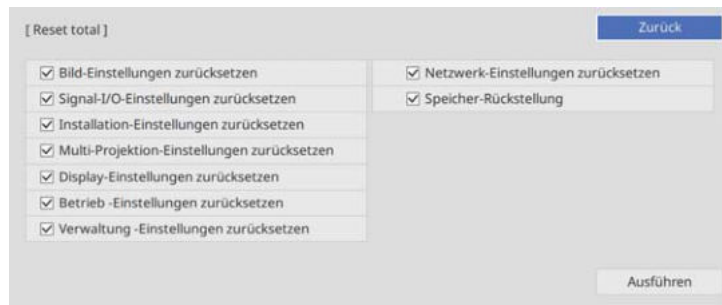 [ Reset total ]
Zurück
Bild-Einstellungen zurücksetzen
Signal-I/O-Einstellungen zurücksetzen
Installation-Einstellungen zurücksetzen
Multi-Projektion-Einstellungen zurücksetzen
Display-Einstellungen zurücksetzen
Betrieb -Einstellungen zurücksetzen
Verwaltung -Einstellungen zurücksetzen
Netzwerk-Einstellungen zurücksetzen
Speicher-Rückstellung
Ausführen